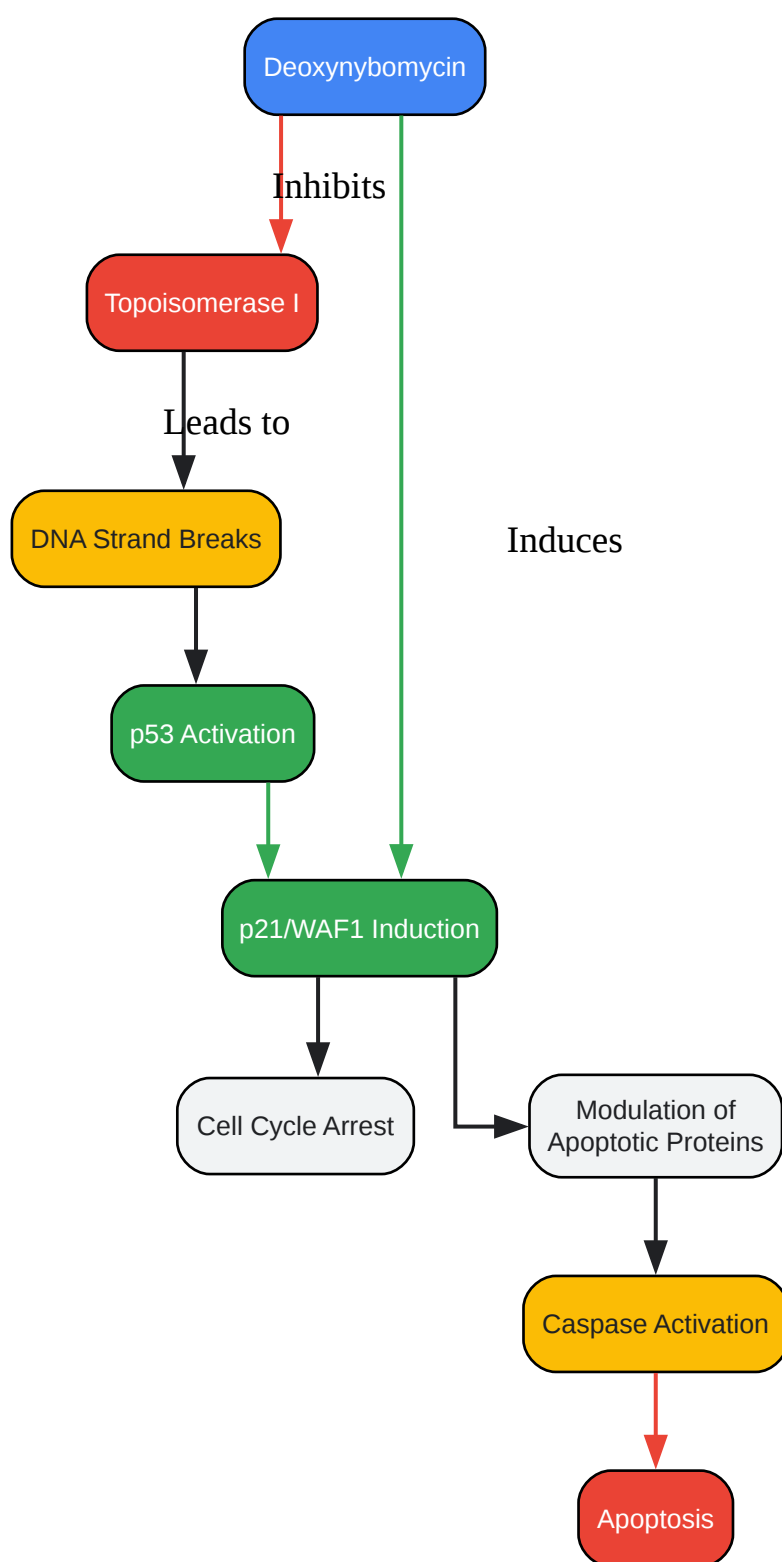 Deoxynybomycin
Inhibits
Topoisomerase I
Leads to
DNA Strand Breaks
Induces
p53 Activation
p21/WAF1 Induction
Cell Cycle Arrest
Modulation of
Apoptotic Proteins
Caspase Activation
Apoptosis